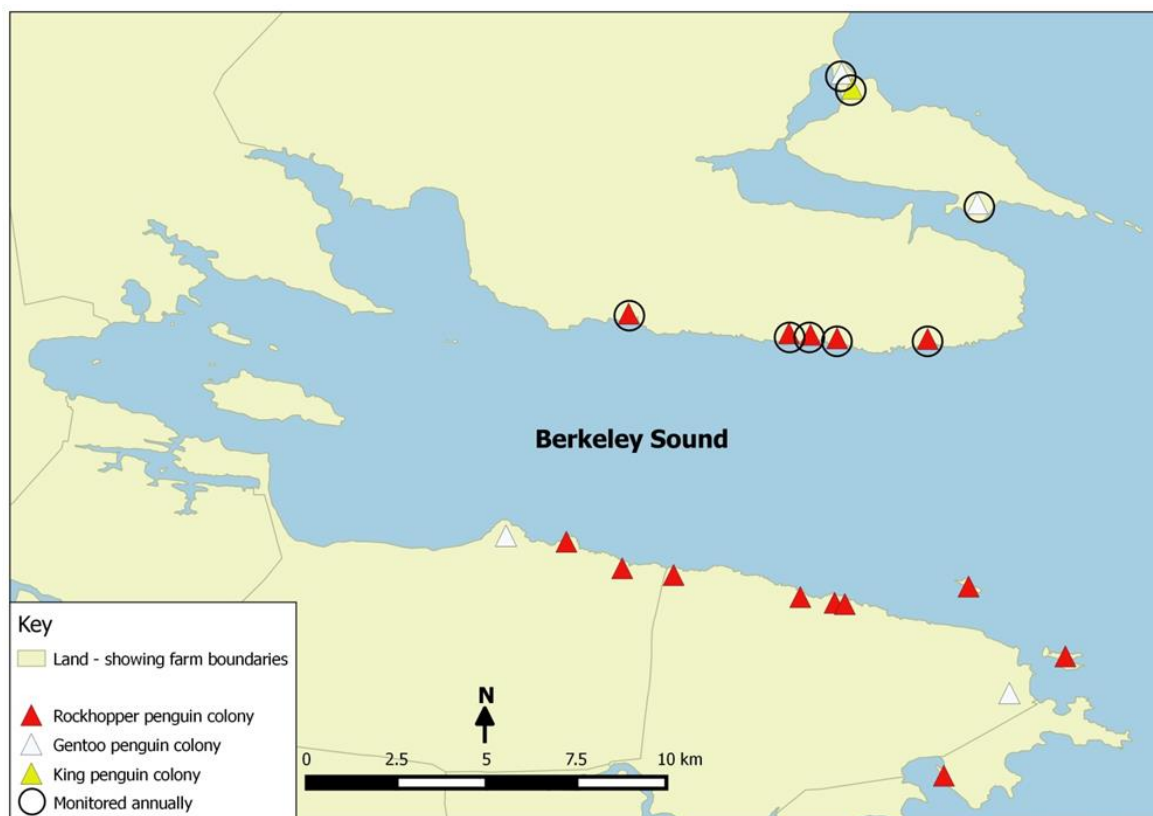 Berkeley Sound
Key
Land - showing farm boundaries
Rockhopper penguin colony
Gentoo penguin colony
King penguin colony
Monitored annually
N
0 2.5 5 7.5 10 km